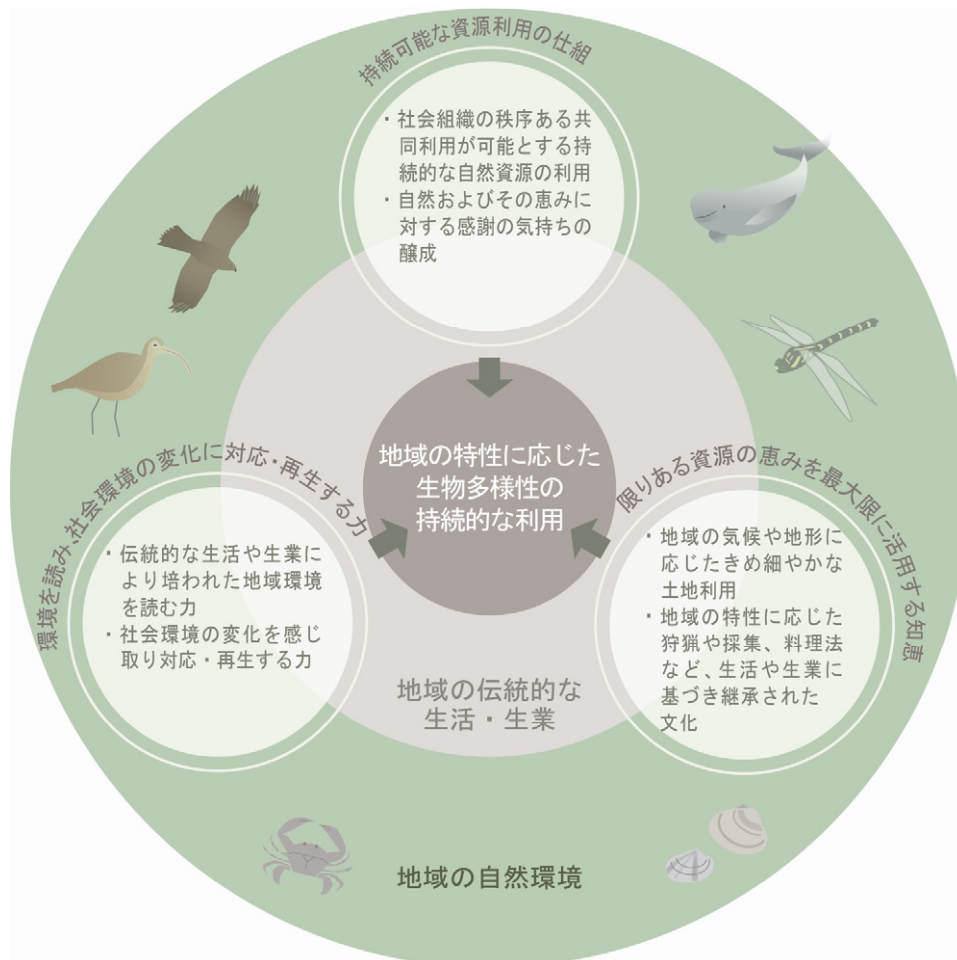 持続可能な資源利用の仕組
・社会組織の秩序ある共
同利用が可能とする持
続的な自然資源の利用
・自然およびその恵みに
対する感謝の気持ちの
醸成
地域の特性に応じた
生物多様性の
持続的な利用
環境を読み、社会環境の変化に対応・再生する力
・伝統的な生活や生業に
より培われた地域環境
を読む力
・社会環境の変化を感じ
取り対応・再生する力
限りある資源の恵みを最大限に活用する知恵
・地域の気候や地形に
応じたきめ細やかな
土地利用
・地域の特性に応じた
狩猟や採集、料理法
など、生活や生業に
基づき継承された
文化
地域の伝統的な
生活・生業
地域の自然環境